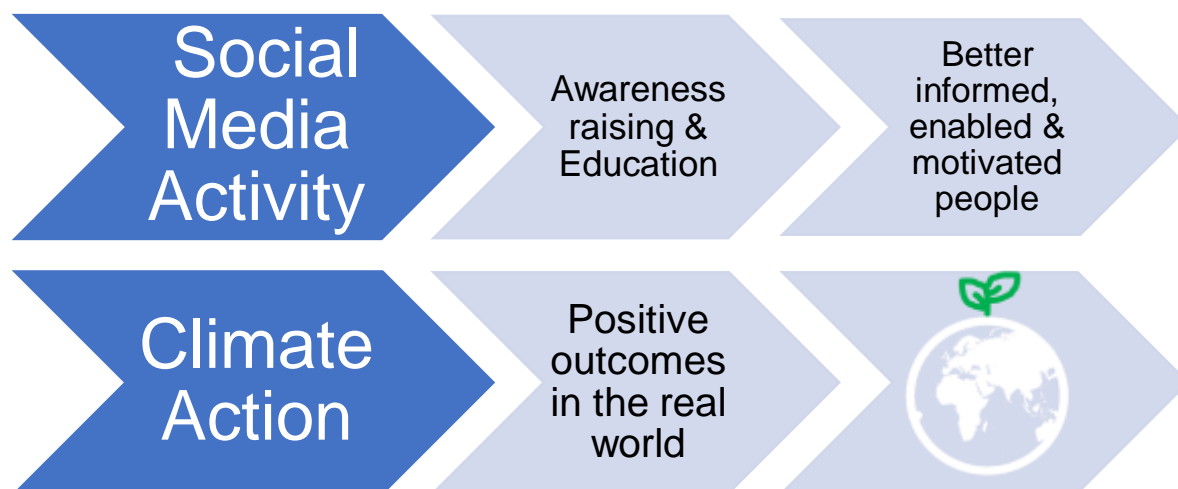 Social
Media
Activity
Awareness
raising &
Education
Better
informed,
enabled &
motivated
people
Climate
Action
Positive
outcomes
in the real
world